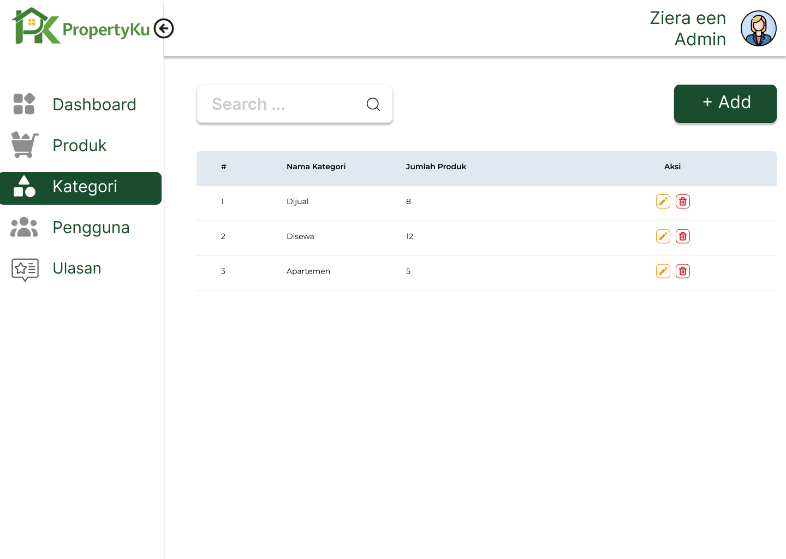 PropertyKu
Ziera een
Admin
Dashboard
Produk
Kategori
Pengguna
Ulasan
Search ...
+ Add
# Nama Kategori Jumlah Produk Aksi
1 Dijual 8
2 Disewa 12
3 Apartemen 5